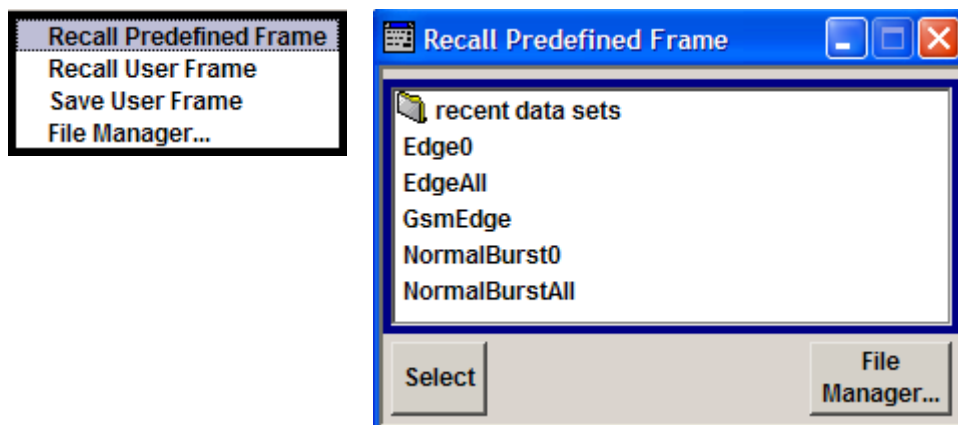 Recall Predefined Frame
Recall User Frame
Save User Frame
File Manager...
Recall Predefined Frame
recent data sets
Edge0
EdgeAll
GsmEdge
NormalBurst0
NormalBurstAll
Select
File
Manager...